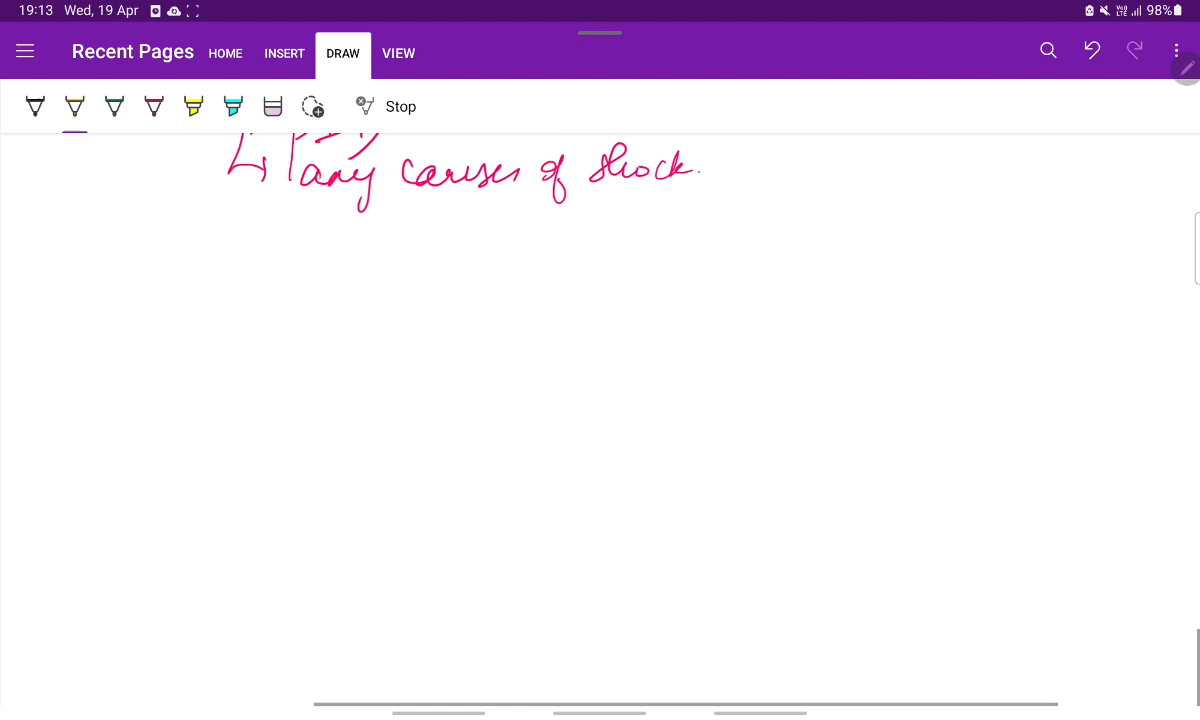 19:13 Wed, 19 Apr
98%
Recent Pages HOME INSERT DRAW VIEW
Stop
any causes of shock.